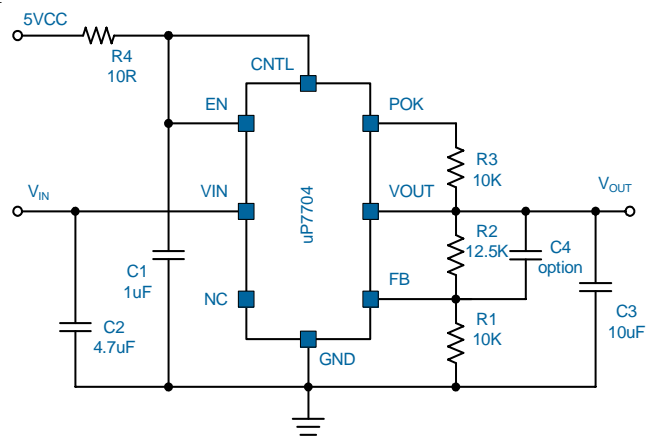 5VCC
R4
10R
CNTL
EN
POK
R3
10K
VIN
VIN
uP7704
VOUT
VOUT
R2
12.5K
C4
option
C1
1uF
NC
FB
C2
4.7uF
R1
10K
C3
10uF
GND